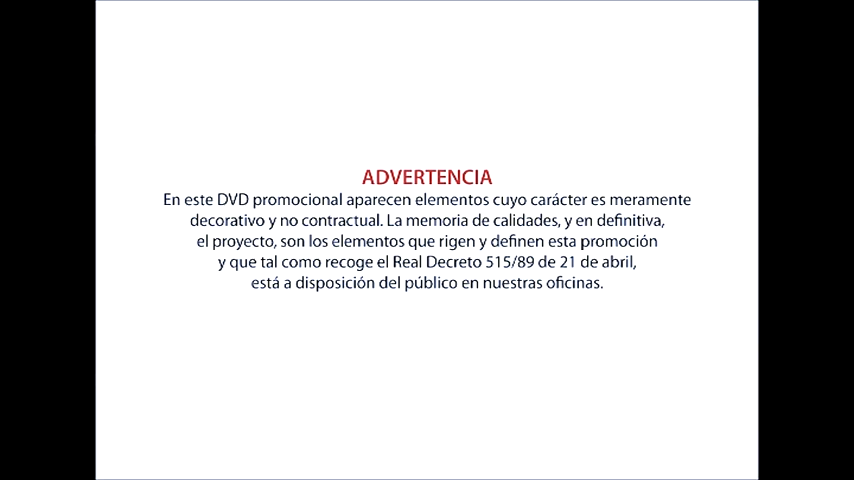 ADVERTENCIA
En este DVD promocional aparecen elementos cuyo carácter es meramente
decorativo y no contractual. La memoria de calidades, y en definitiva,
el proyecto, son los elementos que rigen y definen esta promoción
y que tal como recoge el Real Decreto 515/89 de 21 de abril,
está a disposición del público en nuestras oficinas.